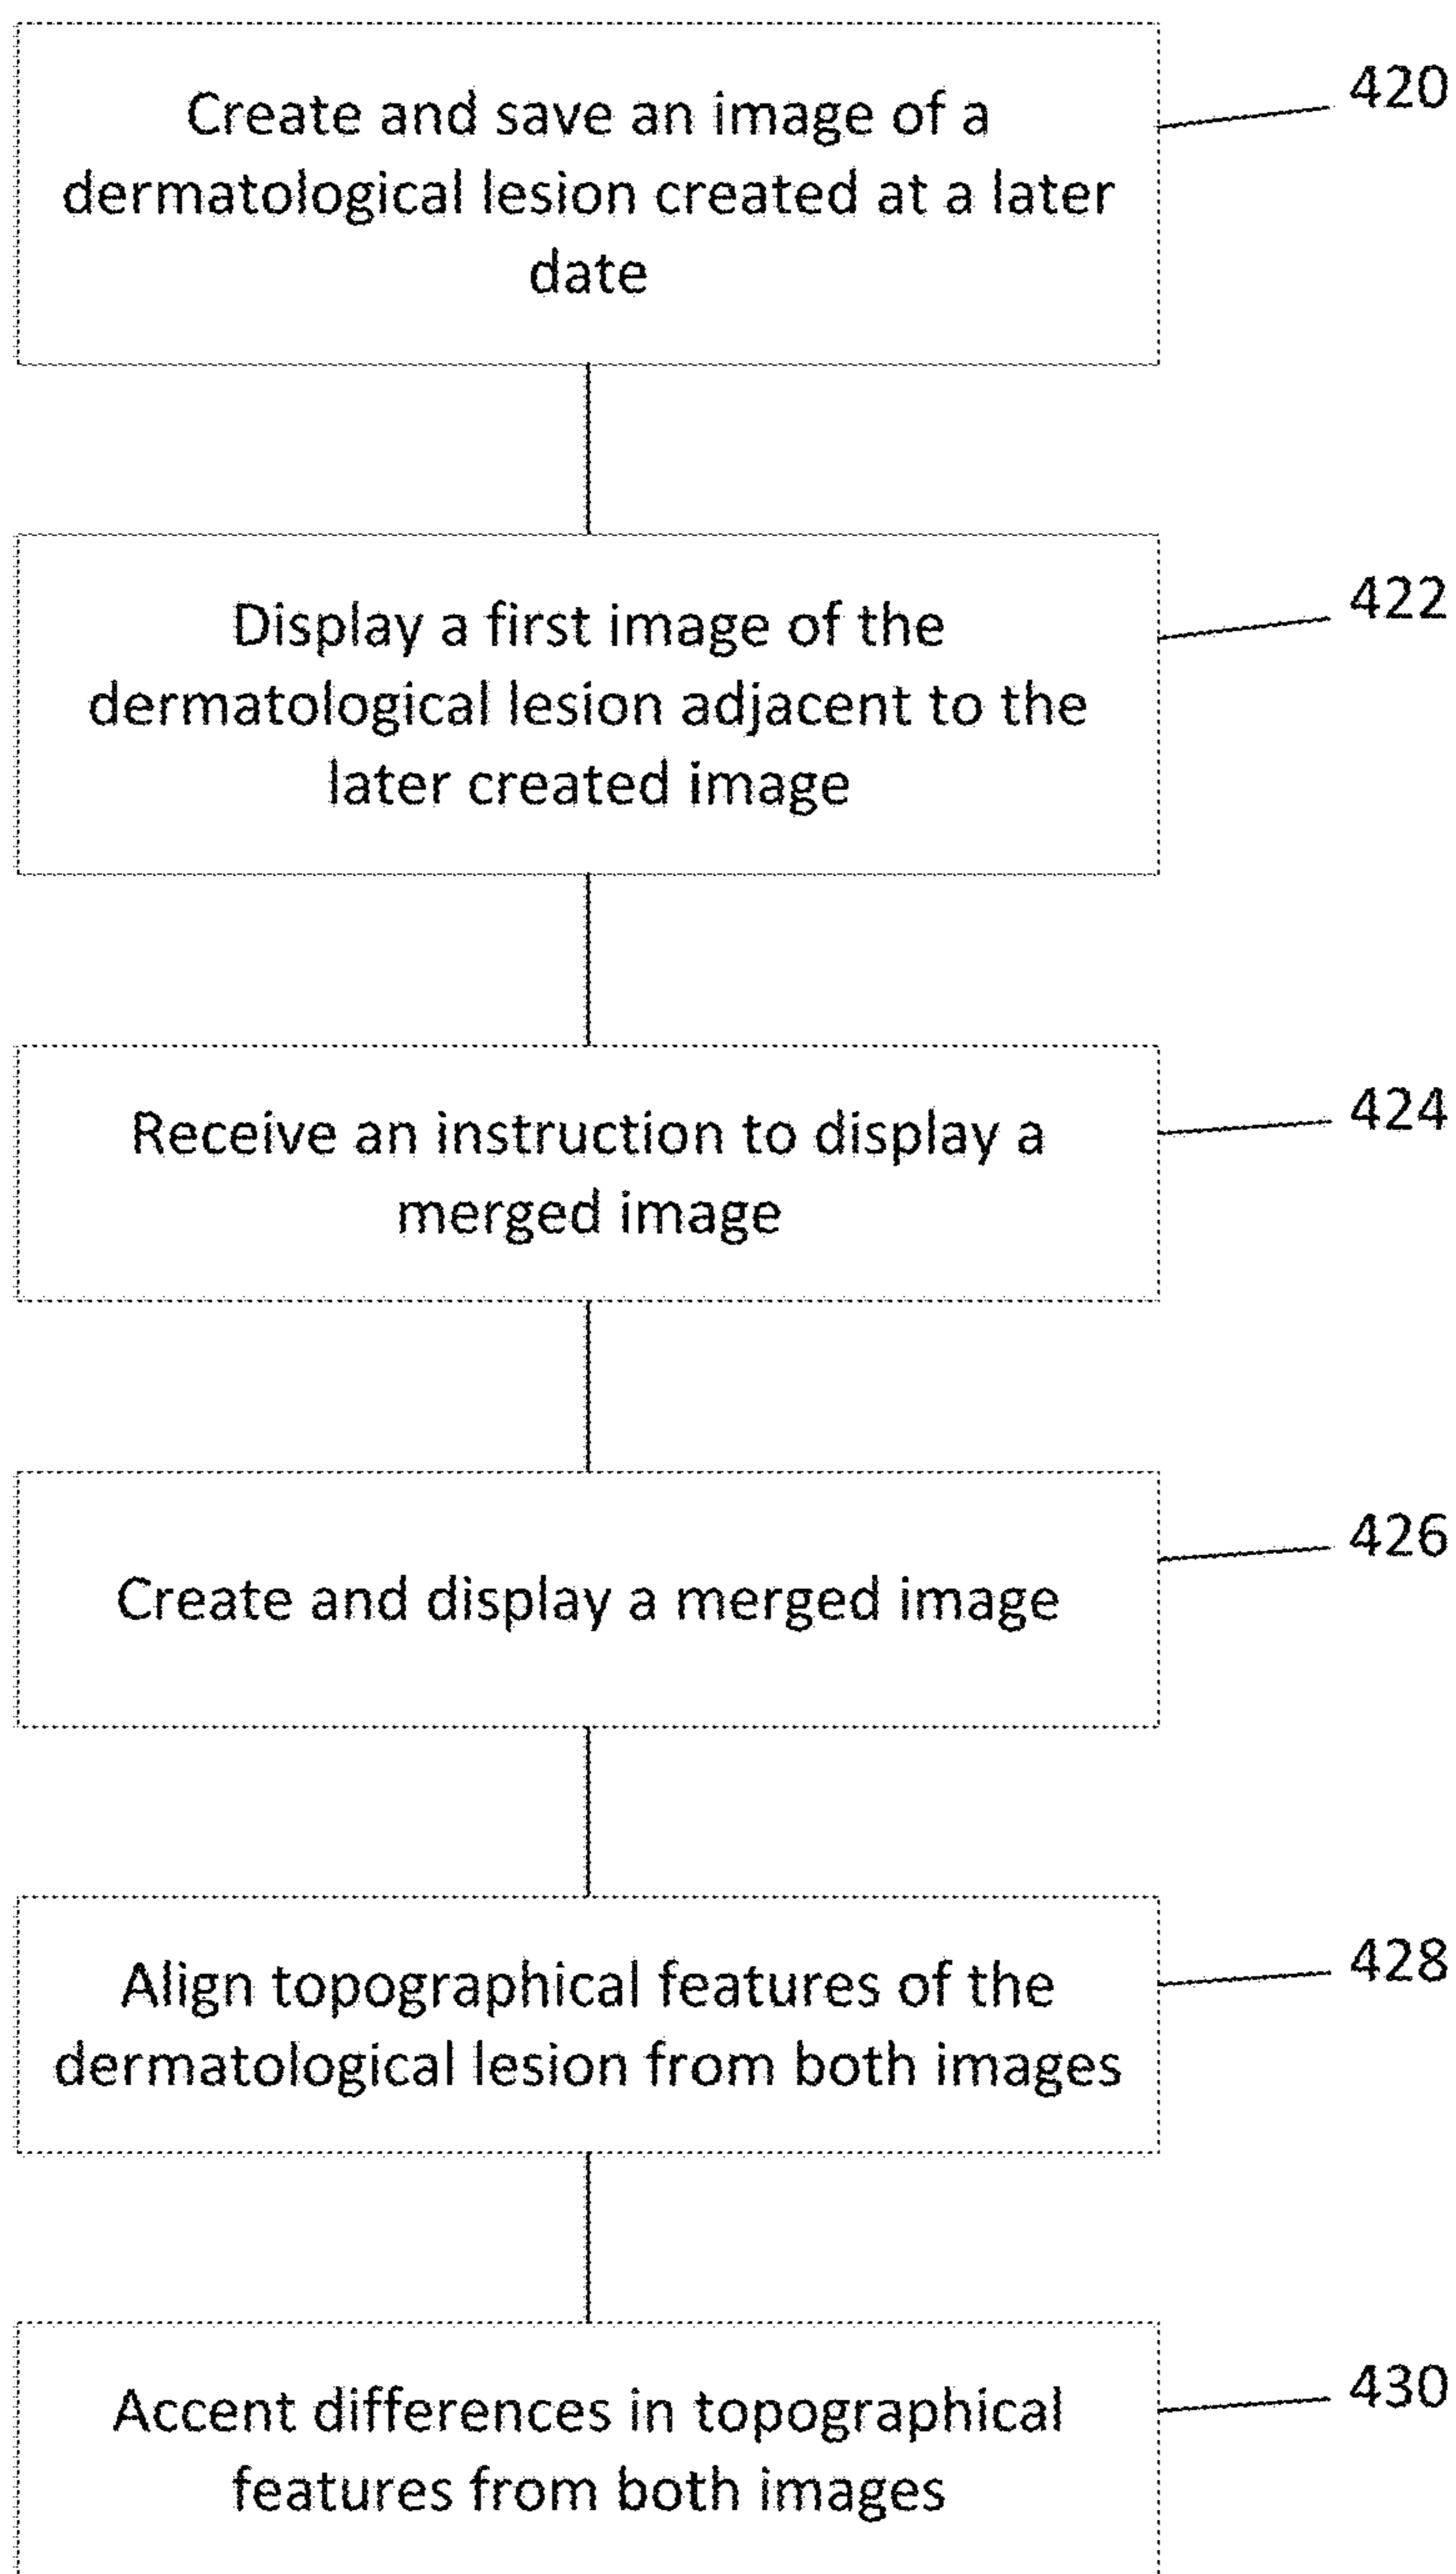 Create and save an image of a
dermatological lesion created at a later
date
420
Display a first image of the
dermatological lesion adjacent to the
later created image
422
Receive an instruction to display a
merged image
424
Create and display a merged image
426
Align topographical features of the
dermatological lesion from both images
428
Accent differences in topographical
features from both images
430